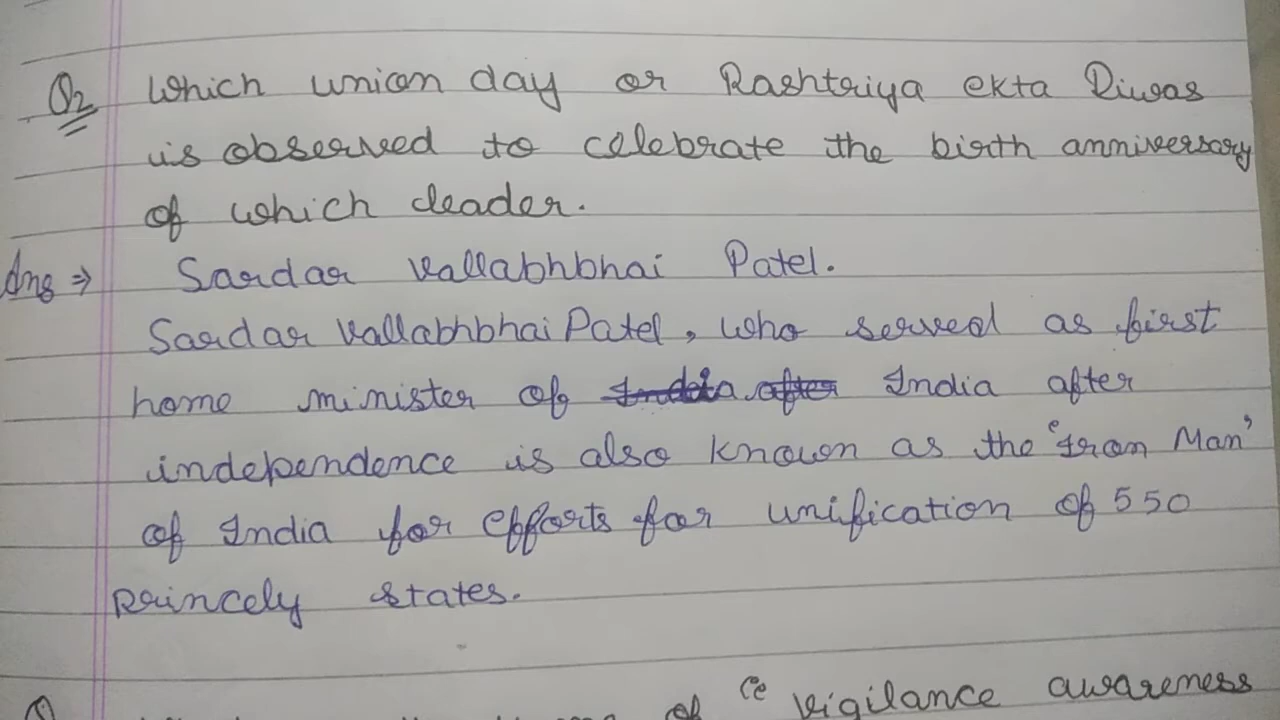 Q2 Which union day or Rashtriya ekta Diwas
is observed to celebrate the birth anniversary
of which leader.
Ans ⇒ Sardar Vallabhbhai Patel.
Sardar Vallabhbhai Patel, who served as first
home minister of India after India after
independence is also known as the 'Iron Man'
of India for efforts for unification of 550
Princely states.
of "vigilance awareness